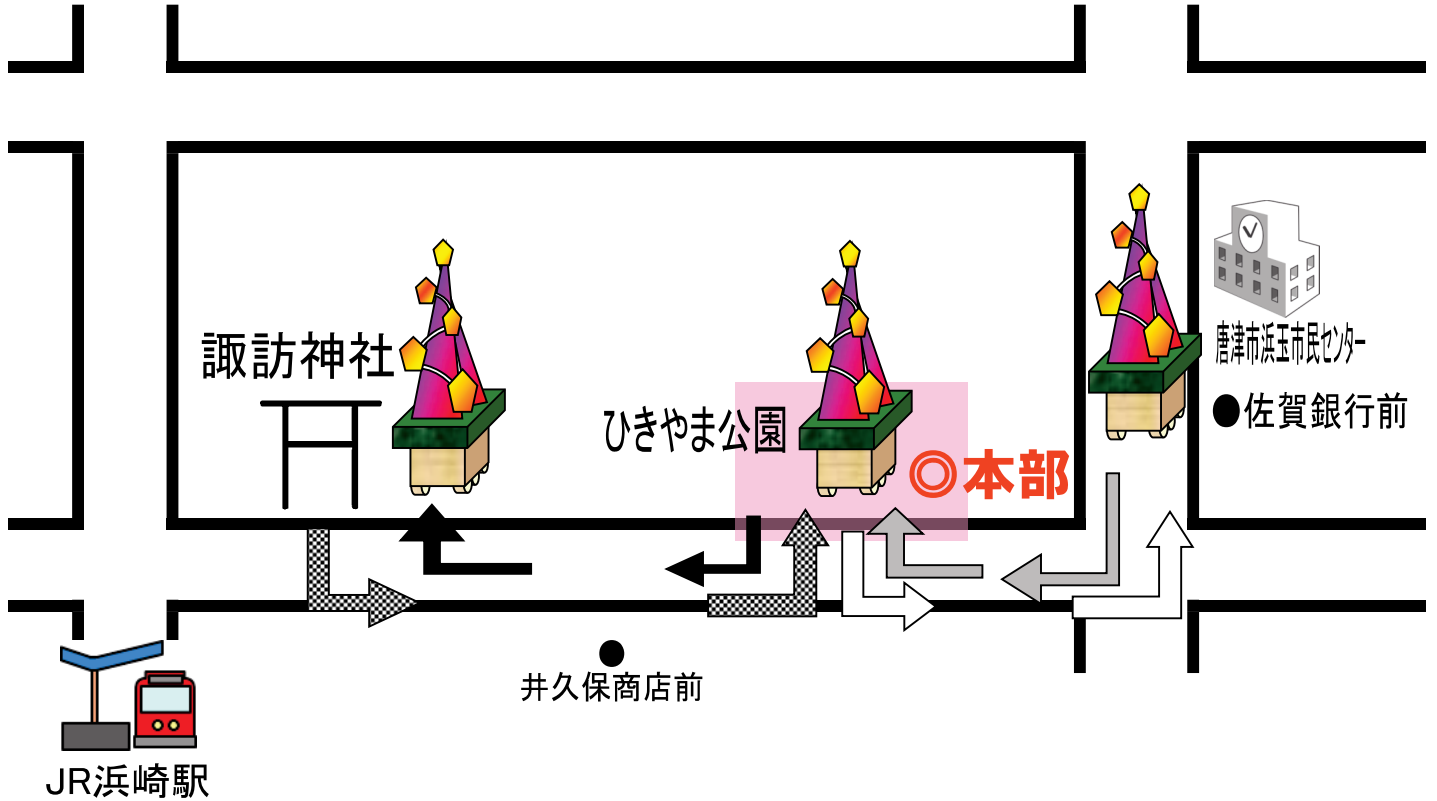 諏訪神社
ひきやま公園
◎本部
唐津市浜玉市民センター
●佐賀銀行前
井久保商店前
JR浜崎駅